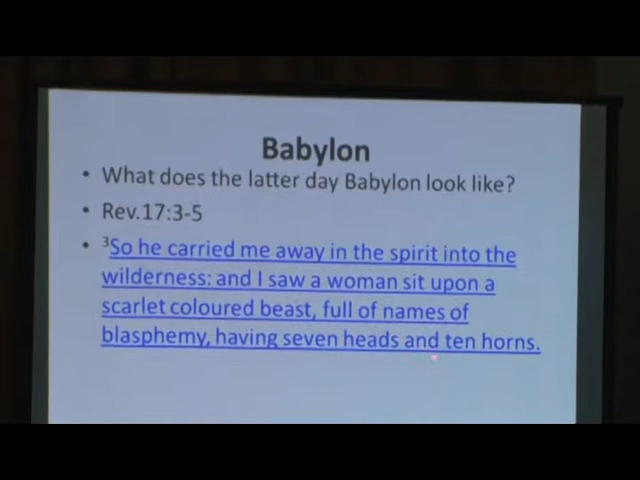 Babylon
• What does the latter day Babylon look like?
• Rev.17:3-5
• ³So he carried me away in the spirit into the
wilderness: and I saw a woman sit upon a
scarlet coloured beast, full of names of
blasphemy, having seven heads and ten horns.